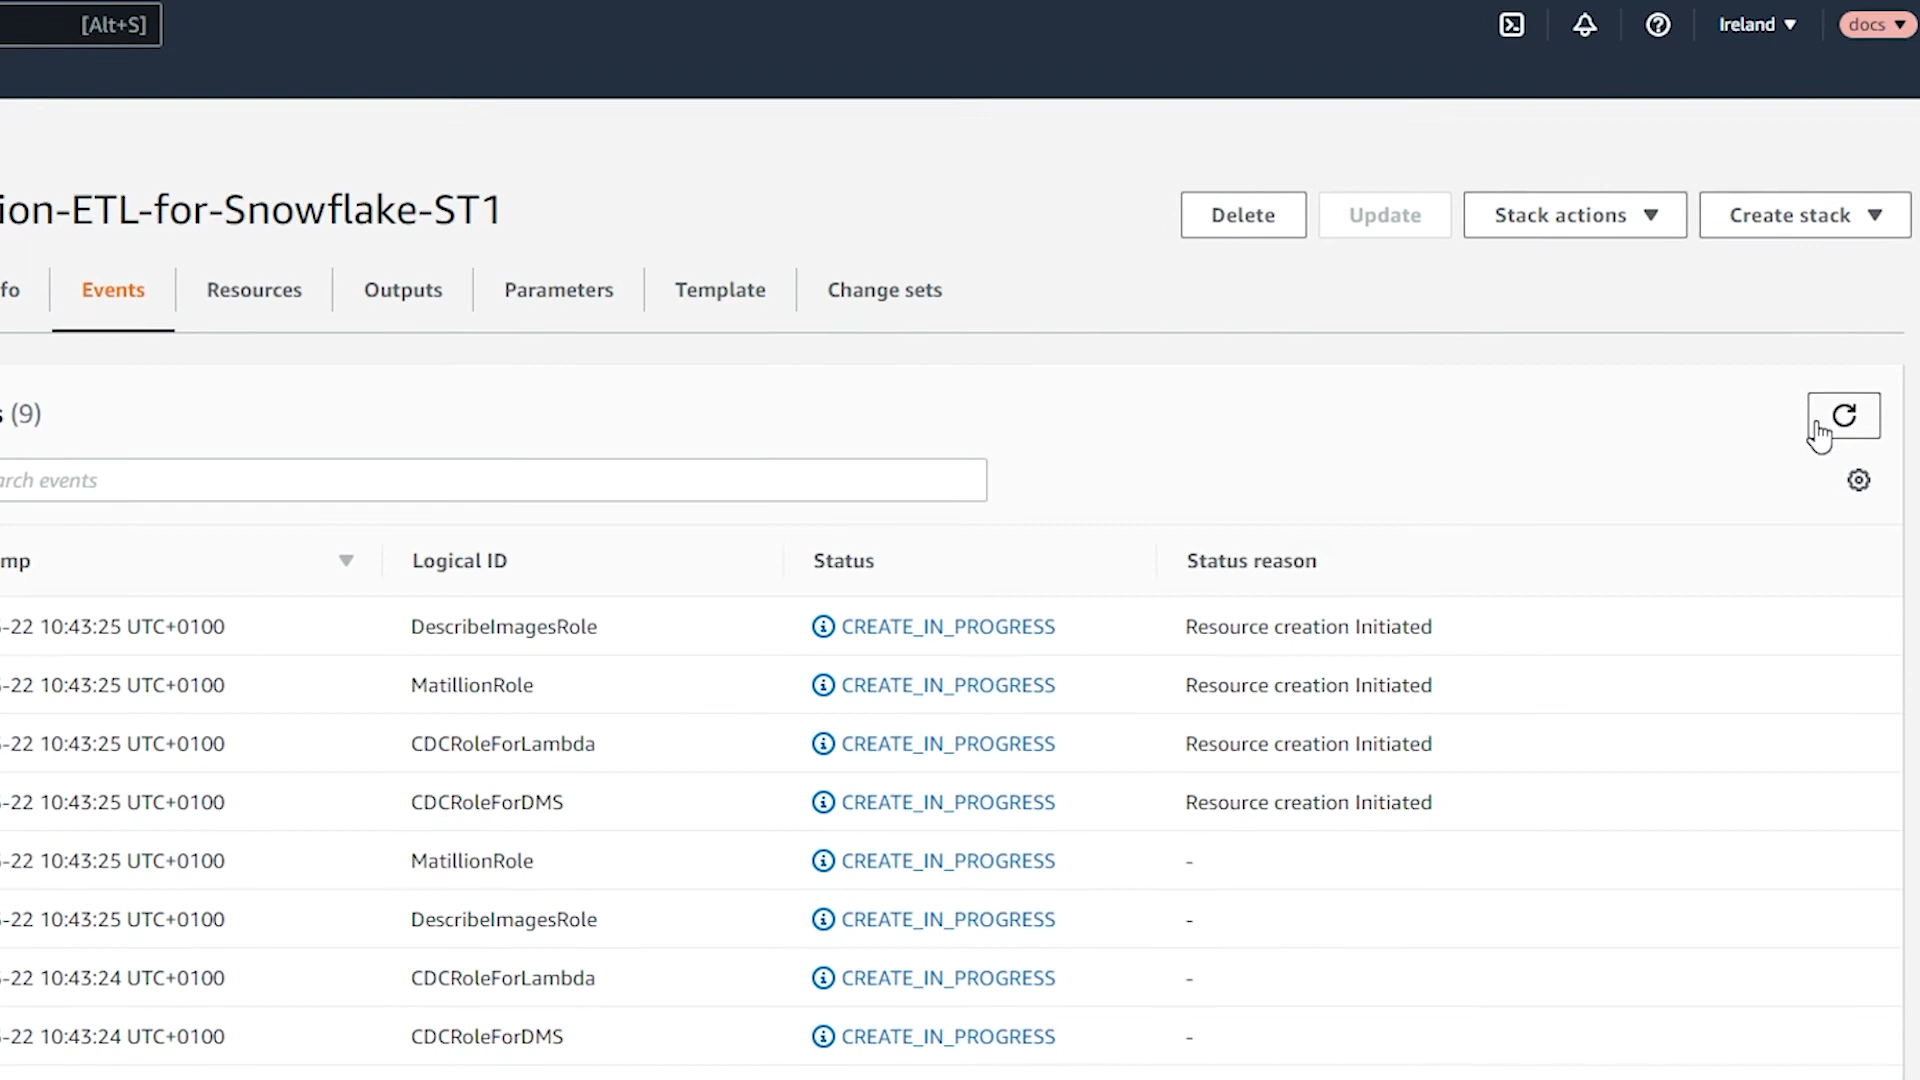 [Alt+S] Ireland docs
ion-ETL-for-Snowflake-ST1
Delete Update Stack actions Create stack
fo Events Resources Outputs Parameters Template Change sets
s (9)
arch events
mp Logical ID Status Status reason
-22 10:43:25 UTC+0100 DescribeImagesRole CREATE_IN_PROGRESS Resource creation Initiated
-22 10:43:25 UTC+0100 MatillionRole CREATE_IN_PROGRESS Resource creation Initiated
-22 10:43:25 UTC+0100 CDCRoleForLambda CREATE_IN_PROGRESS Resource creation Initiated
-22 10:43:25 UTC+0100 CDCRoleForDMS CREATE_IN_PROGRESS Resource creation Initiated
-22 10:43:25 UTC+0100 MatillionRole CREATE_IN_PROGRESS -
-22 10:43:25 UTC+0100 DescribeImagesRole CREATE_IN_PROGRESS -
-22 10:43:24 UTC+0100 CDCRoleForLambda CREATE_IN_PROGRESS -
-22 10:43:24 UTC+0100 CDCRoleForDMS CREATE_IN_PROGRESS -